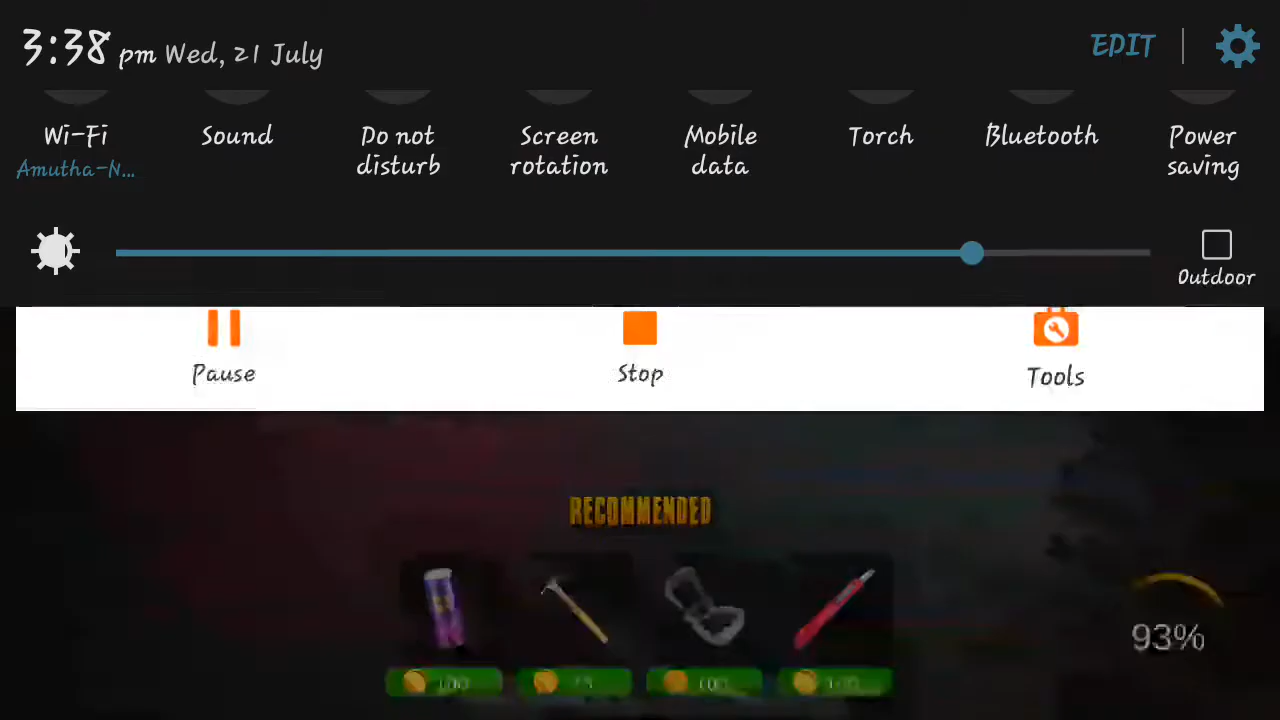 3:38 pm Wed, 21 July
EDIT
Wi-Fi
Amutha-N...
Sound
Do not
disturb
Screen
rotation
Mobile
data
Torch
Bluetooth
Power
saving
Outdoor
Pause
Stop
Tools
RECOMMENDED
93%
100